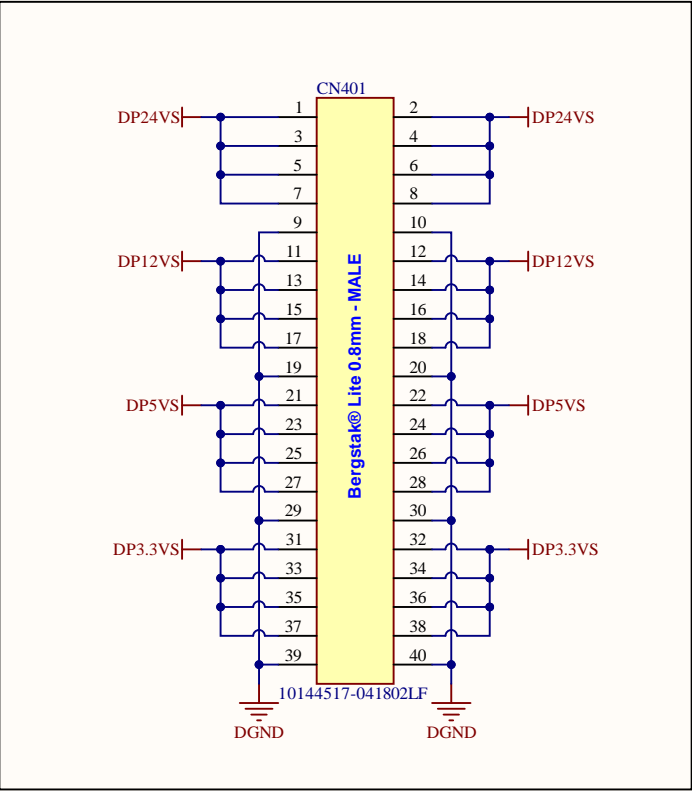 CN401
DP24VS 1 2 DP24VS
3 4
5 6
7 8
9 10
DP12VS 11 12 DP12VS
13 14
15 16
17 18
19 20
DP5VS 21 22 DP5VS
23 24
25 26
27 28
29 30
DP3.3VS 31 32 DP3.3VS
33 34
35 36
37 38
39 40
Bergstak® Lite 0.8mm - MALE
10144517-041802LF
DGND DGND